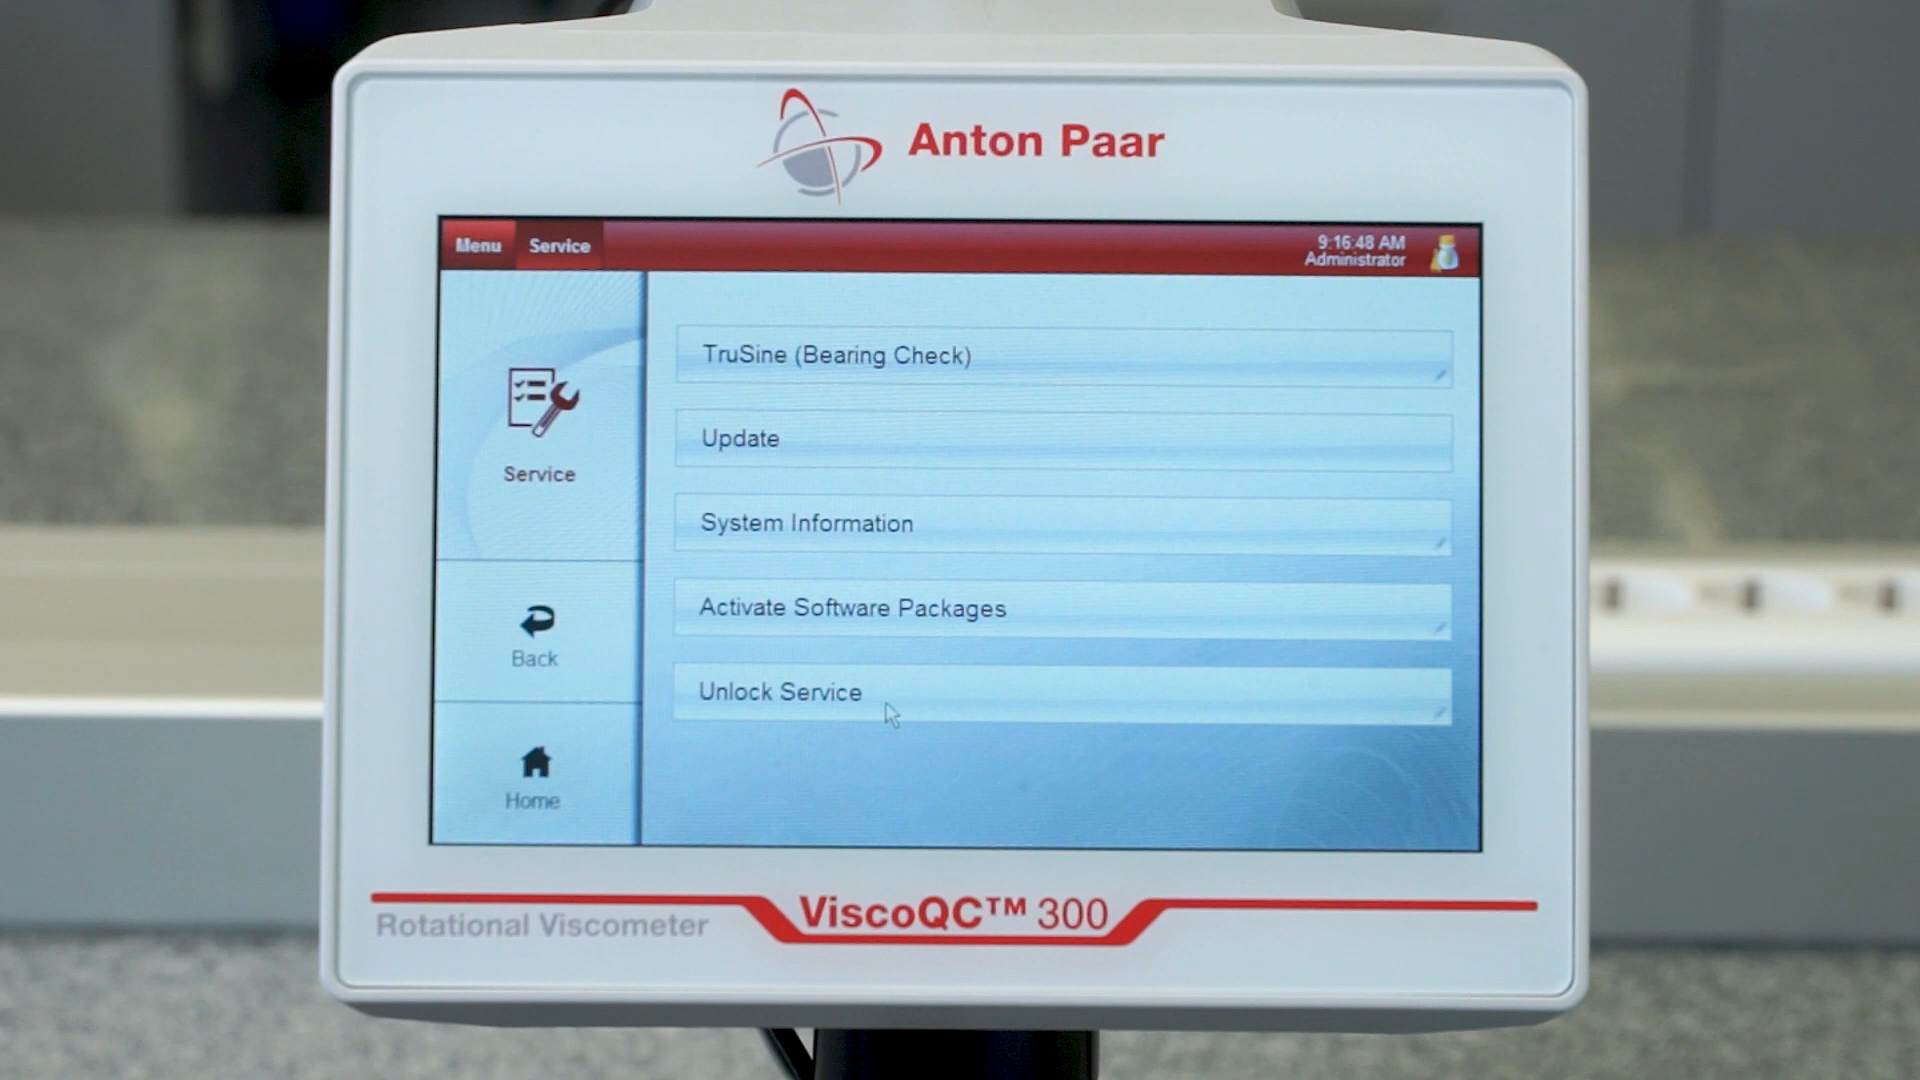 Anton Paar
Menu Service
9:16:48 AM
Administrator
TruSine (Bearing Check)
Update
System Information
Activate Software Packages
Unlock Service
Service
Back
Home
Rotational Viscometer
ViscoQC™ 300